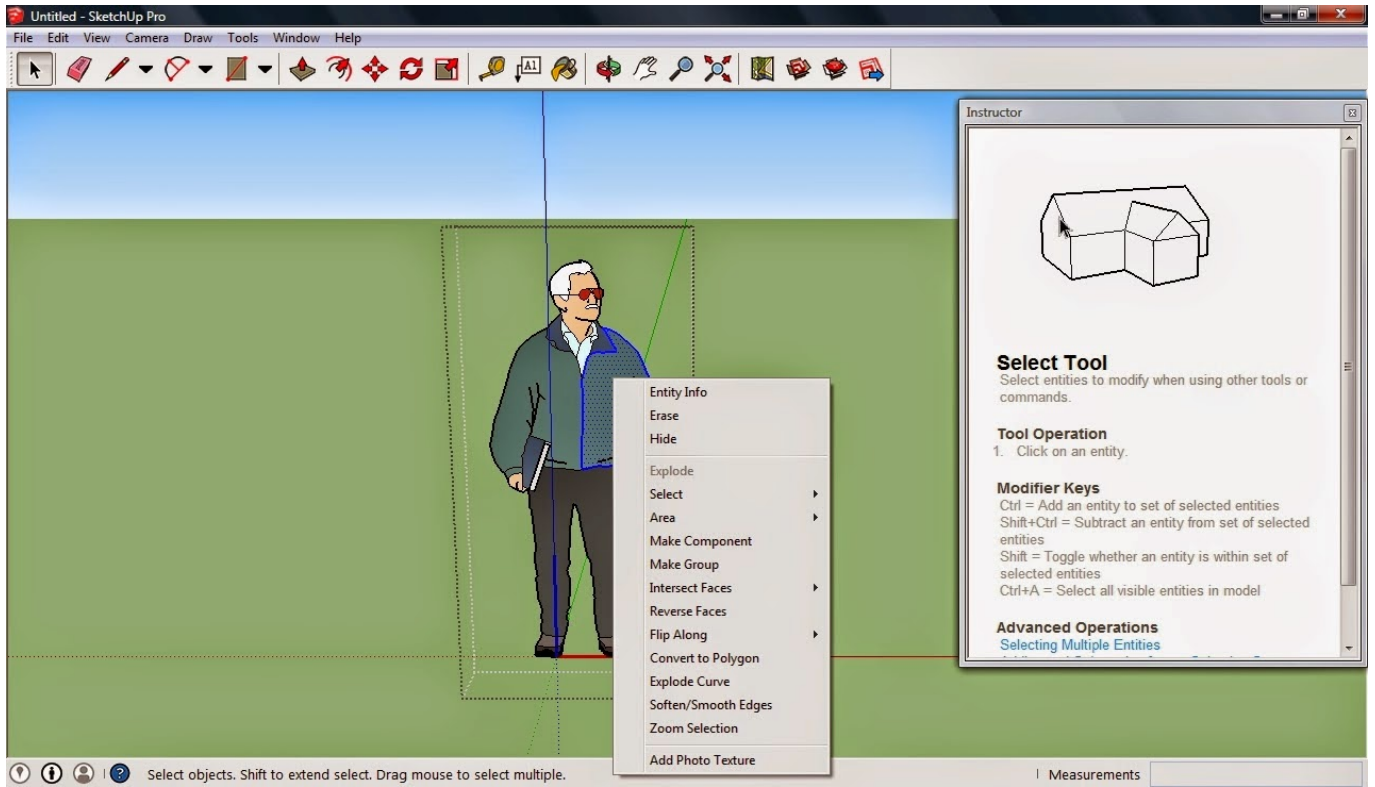 Untitled - SketchUp Pro
File Edit View Camera Draw Tools Window Help
A1
Instructor
Select Tool
Select entities to modify when using other tools or
commands.
Tool Operation
1. Click on an entity.
Modifier Keys
Ctrl = Add an entity to set of selected entities
Shift+Ctrl = Subtract an entity from set of selected
entities
Shift = Toggle whether an entity is within set of
selected entities
Ctrl+A = Select all visible entities in model
Advanced Operations
Selecting Multiple Entities
Entity Info
Erase
Hide
Explode
Select
Area
Make Component
Make Group
Intersect Faces
Reverse Faces
Flip Along
Convert to Polygon
Explode Curve
Soften/Smooth Edges
Zoom Selection
Add Photo Texture
Select objects. Shift to extend select. Drag mouse to select multiple.
Measurements